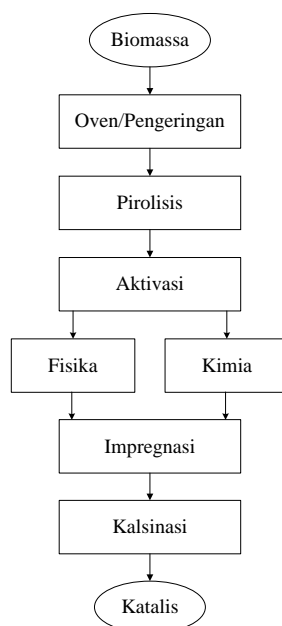 Biomassa
Oven/Pengeringan
Pirolisis
Aktivasi
Fisika
Kimia
Impregnasi
Kalsinasi
Katalis